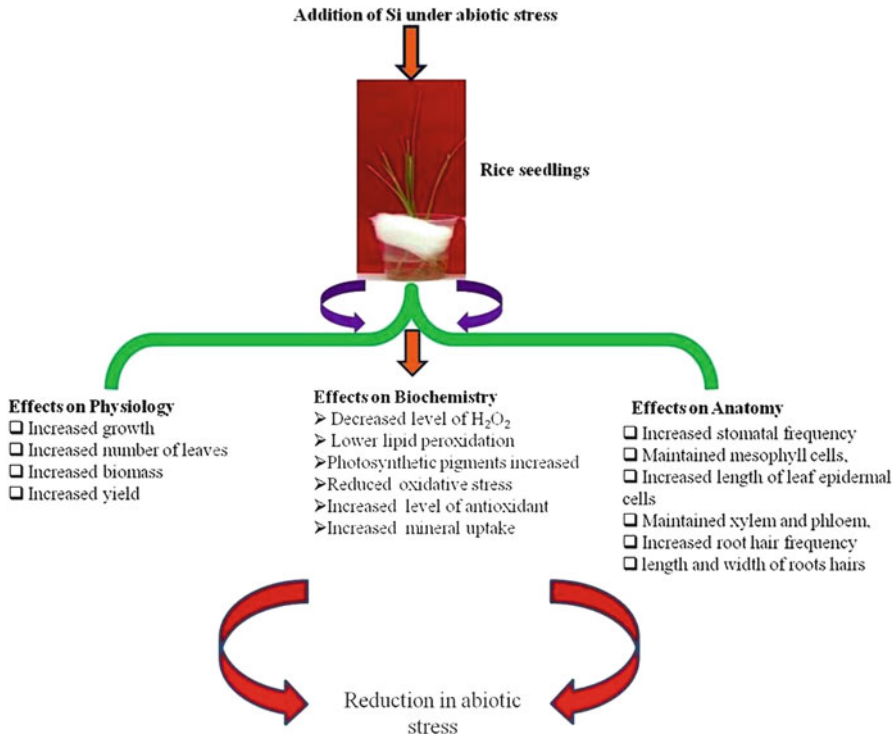 Addition of Si under abiotic stress
Rice seedlings
Effects on Physiology
❑ Increased growth
❑ Increased number of leaves
❑ Increased biomass
❑ Increased yield
Effects on Biochemistry
➢ Decreased level of H₂O₂
➢ Lower lipid peroxidation
➢Photosynthetic pigments increased
➢Reduced oxidative stress
➢Increased level of antioxidant
➢Increased mineral uptake
Effects on Anatomy
❑ Increased stomatal frequency
❑ Maintained mesophyll cells,
❑ Increased length of leaf epidermal
cells
❑ Maintained xylem and phloem,
❑ Increased root hair frequency
❑ length and width of roots hairs
Reduction in abiotic
stress